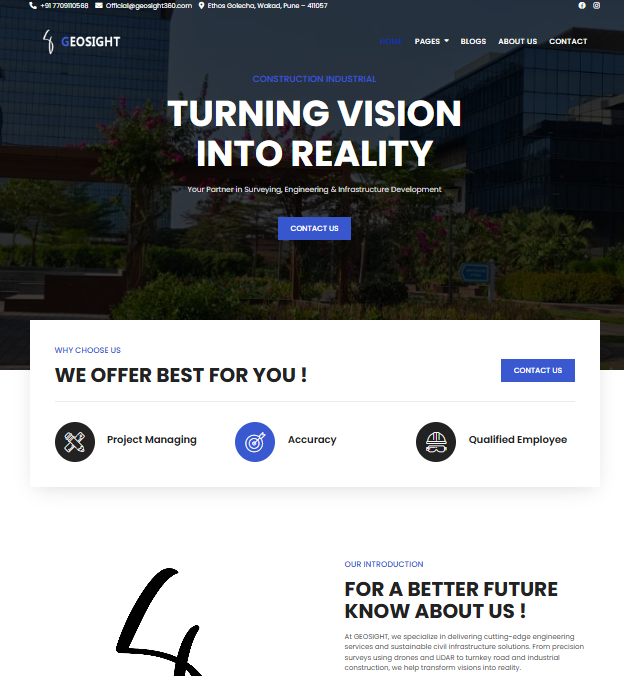 +91 7709110568 Official@geosight360.com Ethos Golecha, Wakad, Pune – 411057
GEOSIGHT
HOME PAGES BLOGS ABOUT US CONTACT
CONSTRUCTION INDUSTRIAL
TURNING VISION
INTO REALITY
Your Partner in Surveying, Engineering & Infrastructure Development
CONTACT US
WHY CHOOSE US
WE OFFER BEST FOR YOU !
CONTACT US
Project Managing
Accuracy
Qualified Employee
OUR INTRODUCTION
FOR A BETTER FUTURE
KNOW ABOUT US !
At GEOSIGHT, we specialize in delivering cutting-edge engineering
services and sustainable civil infrastructure solutions. From precision
surveys using drones and LiDAR to turnkey road and industrial
construction, we help transform visions into reality.